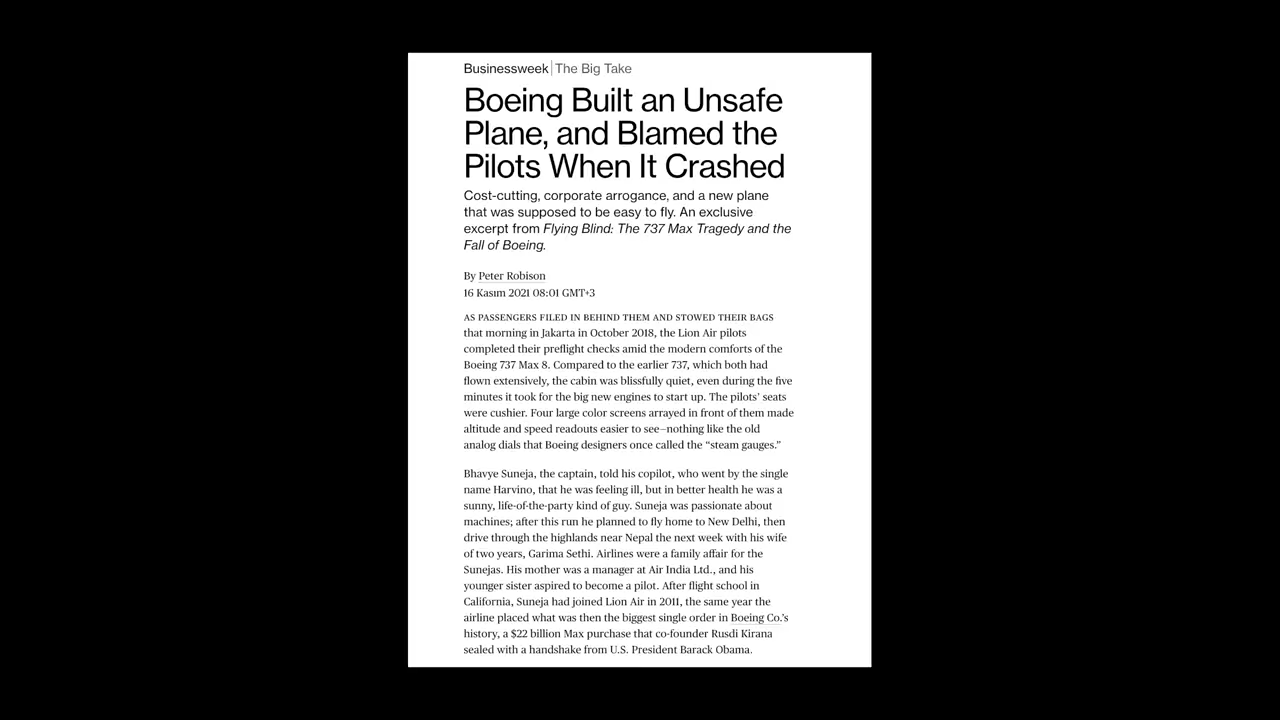 Businessweek | The Big Take
Boeing Built an Unsafe
Plane, and Blamed the
Pilots When It Crashed
Cost-cutting, corporate arrogance, and a new plane
that was supposed to be easy to fly. An exclusive
excerpt from Flying Blind: The 737 Max Tragedy and the
Fall of Boeing.
By Peter Robison
16 Kasım 2021 08:01 GMT+3
AS PASSENGERS FILED IN BEHIND THEM AND STOWED THEIR BAGS
that morning in Jakarta in October 2018, the Lion Air pilots
completed their preflight checks amid the modern comforts of the
Boeing 737 Max 8. Compared to the earlier 737, which both had
flown extensively, the cabin was blissfully quiet, even during the five
minutes it took for the big new engines to start up. The pilots’ seats
were cushier. Four large color screens arrayed in front of them made
altitude and speed readouts easier to see—nothing like the old
analog dials that Boeing designers once called the “steam gauges.”
Bhavye Suneja, the captain, told his copilot, who went by the single
name Harvino, that he was feeling ill, but in better health he was a
sunny, life-of-the-party kind of guy. Suneja was passionate about
machines; after this run he planned to fly home to New Delhi, then
drive through the highlands near Nepal the next week with his wife
of two years, Garima Sethi. Airlines were a family affair for the
Sunejas. His mother was a manager at Air India Ltd., and his
younger sister aspired to become a pilot. After flight school in
California, Suneja had joined Lion Air in 2011, the same year the
airline placed what was then the biggest single order in Boeing Co.’s
history, a $22 billion Max purchase that co-founder Rusdi Kirana
sealed with a handshake from U.S. President Barack Obama.